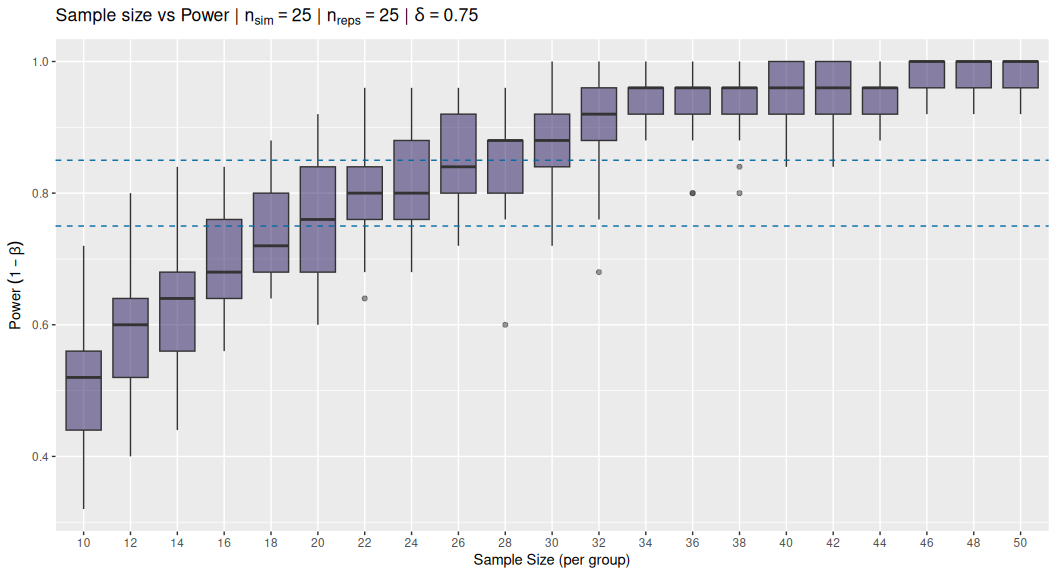 Sample size vs Power | nsim = 25 | nreps = 25 | δ = 0.75
Power (1 − β)
1.0
0.8
0.6
0.4
10 12 14 16 18 20 22 24 26 28 30 32 34 36 38 40 42 44 46 48 50
Sample Size (per group)